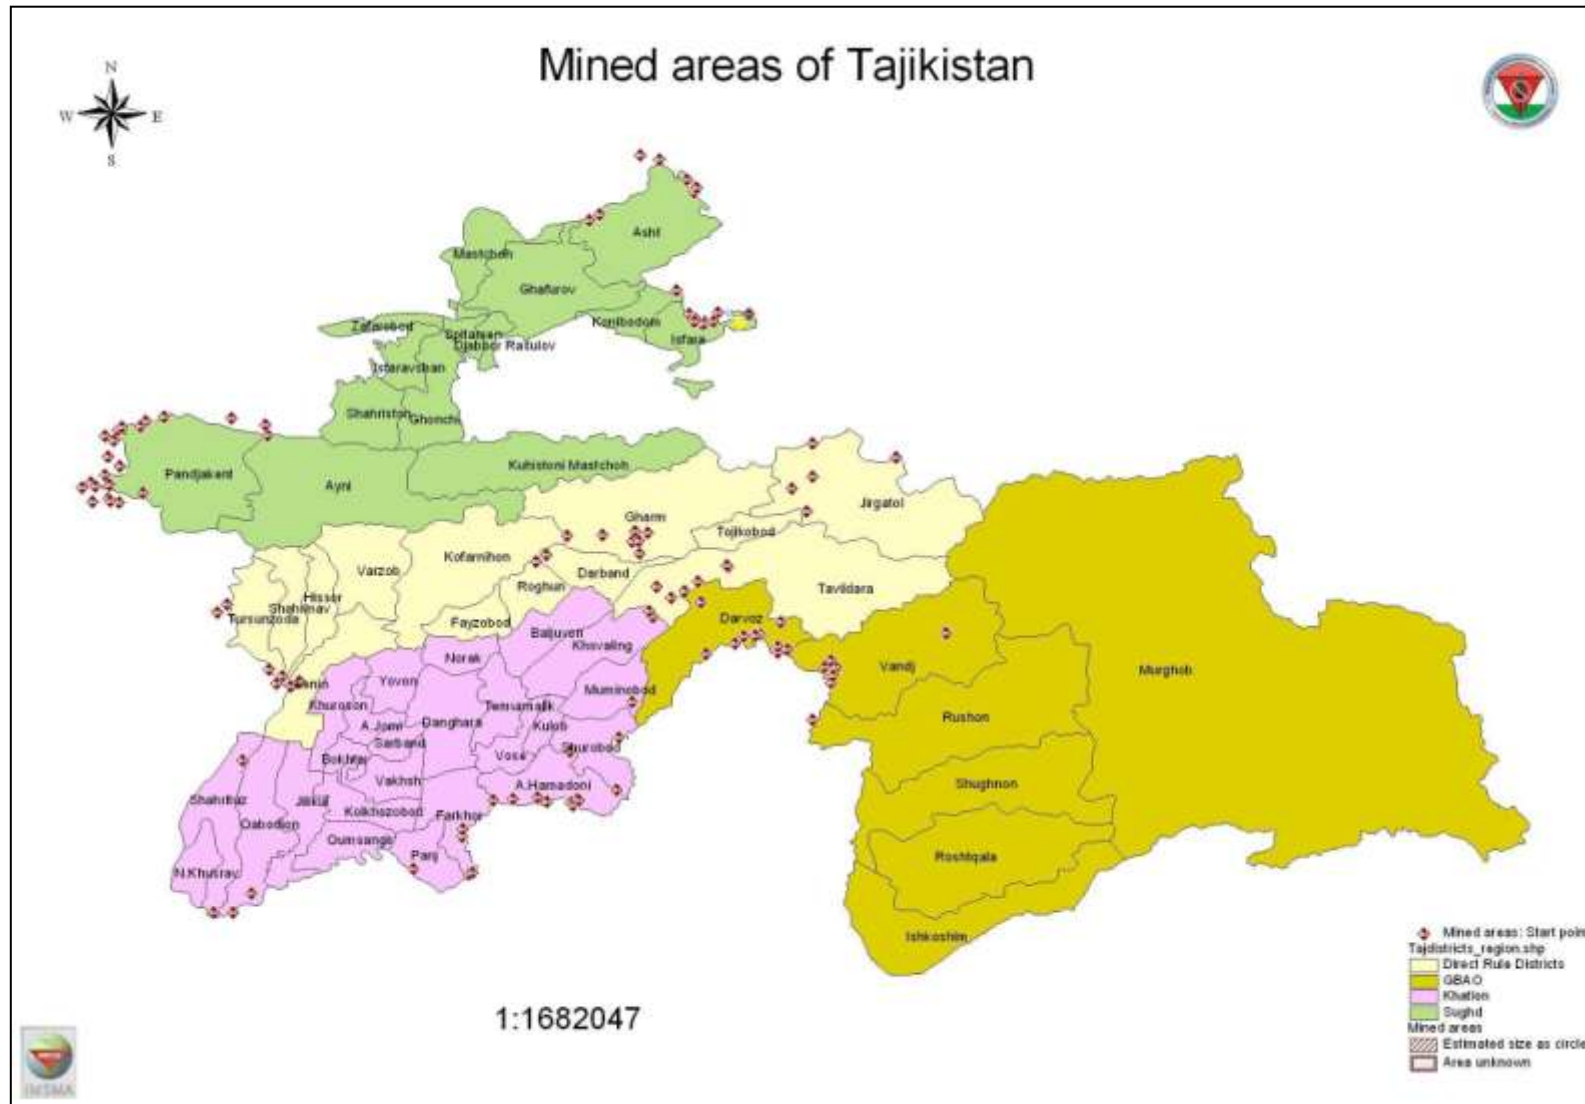 Mined areas of Tajikistan
N
W
E
S
Asht
Mastchoh
Ghafurov
Zafarobod
Spitamen
Konibodom
Djabbor Rasulov
Isfara
Istaravshan
Shahriston
Ghonchi
Pandjakent
Ayni
Kuhistoni Mastchoh
Jirgatol
Gharm
Tojikobod
Kofarnihon
Varzob
Darband
Roghun
Tavildara
Hissor
Shahrinav
Tursunzoda
Fayzobod
Darvoz
Baljuvon
Khovaling
Norak
Vandj
Murghob
Lenin
Yovon
Muminobod
Khuroson
Temurmalik
A.Jomi
Danghara
Kulob
Rushon
Sarband
Shurobod
Bokhtar
Vose
Vakhsh
A.Hamadoni
Shughnon
Shahrituz
Jilikul
Kolkhozobod
Farkhor
Qabodion
Qumsangir
Panj
Roshtqala
N.Khusrav
Ishkoshim
Mined areas: Start point
Tajdistricts_region.shp
Direct Rule Districts
GBAO
Khatlon
Sughd
Mined areas
Estimated size as circle
Area unknown
1:1682047
IMSMA